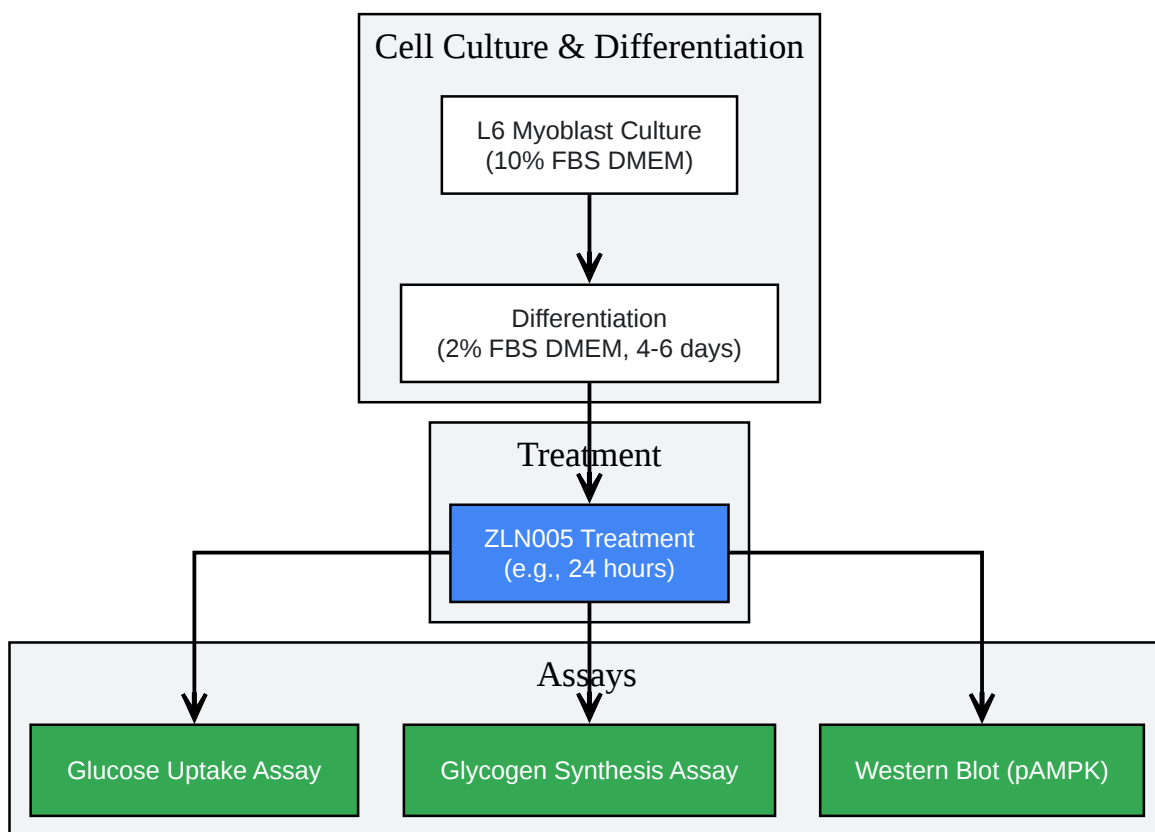 Cell Culture & Differentiation
L6 Myoblast Culture
(10% FBS DMEM)
Differentiation
(2% FBS DMEM, 4-6 days)
Treatment
ZLN005 Treatment
(e.g., 24 hours)
Assays
Glucose Uptake Assay
Glycogen Synthesis Assay
Western Blot (pAMPK)